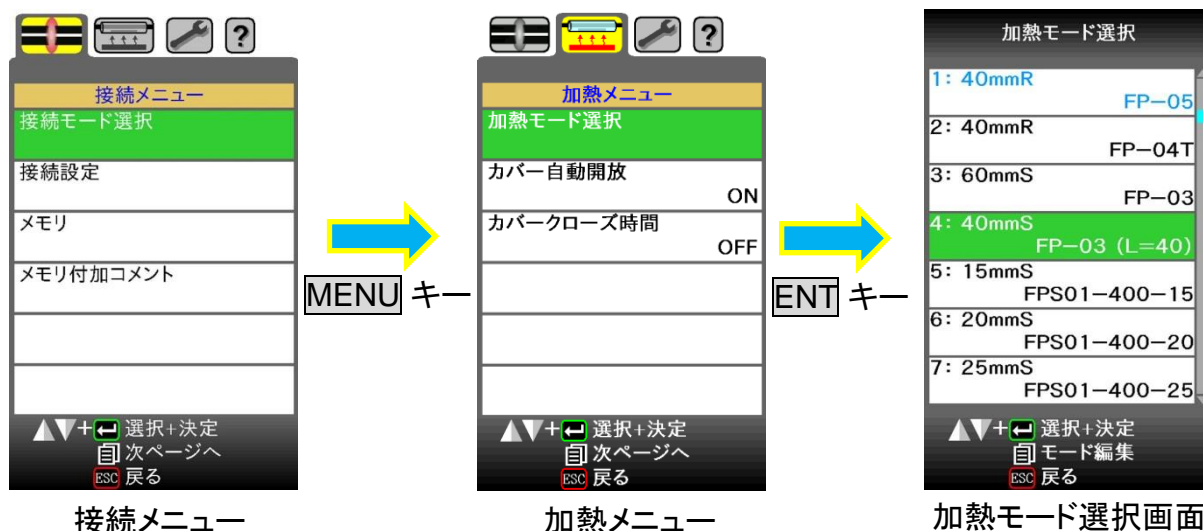 ?
接続メニュー
接続モード選択
接続設定
メモリ
メモリ付加コメント
選択+決定
次ページへ
ESC 戻る
接続メニュー
MENU キー
?
加熱メニュー
加熱モード選択
カバー自動開放
ON
カバークローズ時間
OFF
選択+決定
次ページへ
ESC 戻る
加熱メニュー
ENT キー
加熱モード選択
1: 40mmR
FP-05
2: 40mmR
FP-04T
3: 60mmS
FP-03
4: 40mmS
FP-03 (L=40)
5: 15mmS
FPS01-400-15
6: 20mmS
FPS01-400-20
7: 25mmS
FPS01-400-25
選択+決定
モード編集
ESC 戻る
加熱モード選択画面